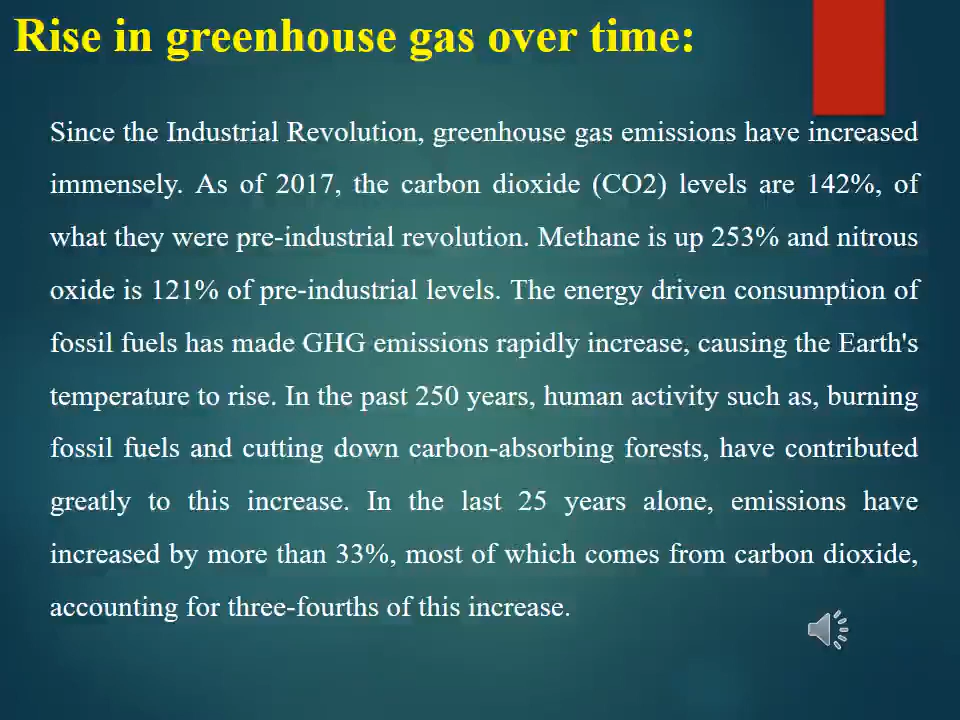 Rise in greenhouse gas over time:
Since the Industrial Revolution, greenhouse gas emissions have increased
immensely. As of 2017, the carbon dioxide (CO2) levels are 142%, of
what they were pre-industrial revolution. Methane is up 253% and nitrous
oxide is 121% of pre-industrial levels. The energy driven consumption of
fossil fuels has made GHG emissions rapidly increase, causing the Earth's
temperature to rise. In the past 250 years, human activity such as, burning
fossil fuels and cutting down carbon-absorbing forests, have contributed
greatly to this increase. In the last 25 years alone, emissions have
increased by more than 33%, most of which comes from carbon dioxide,
accounting for three-fourths of this increase.